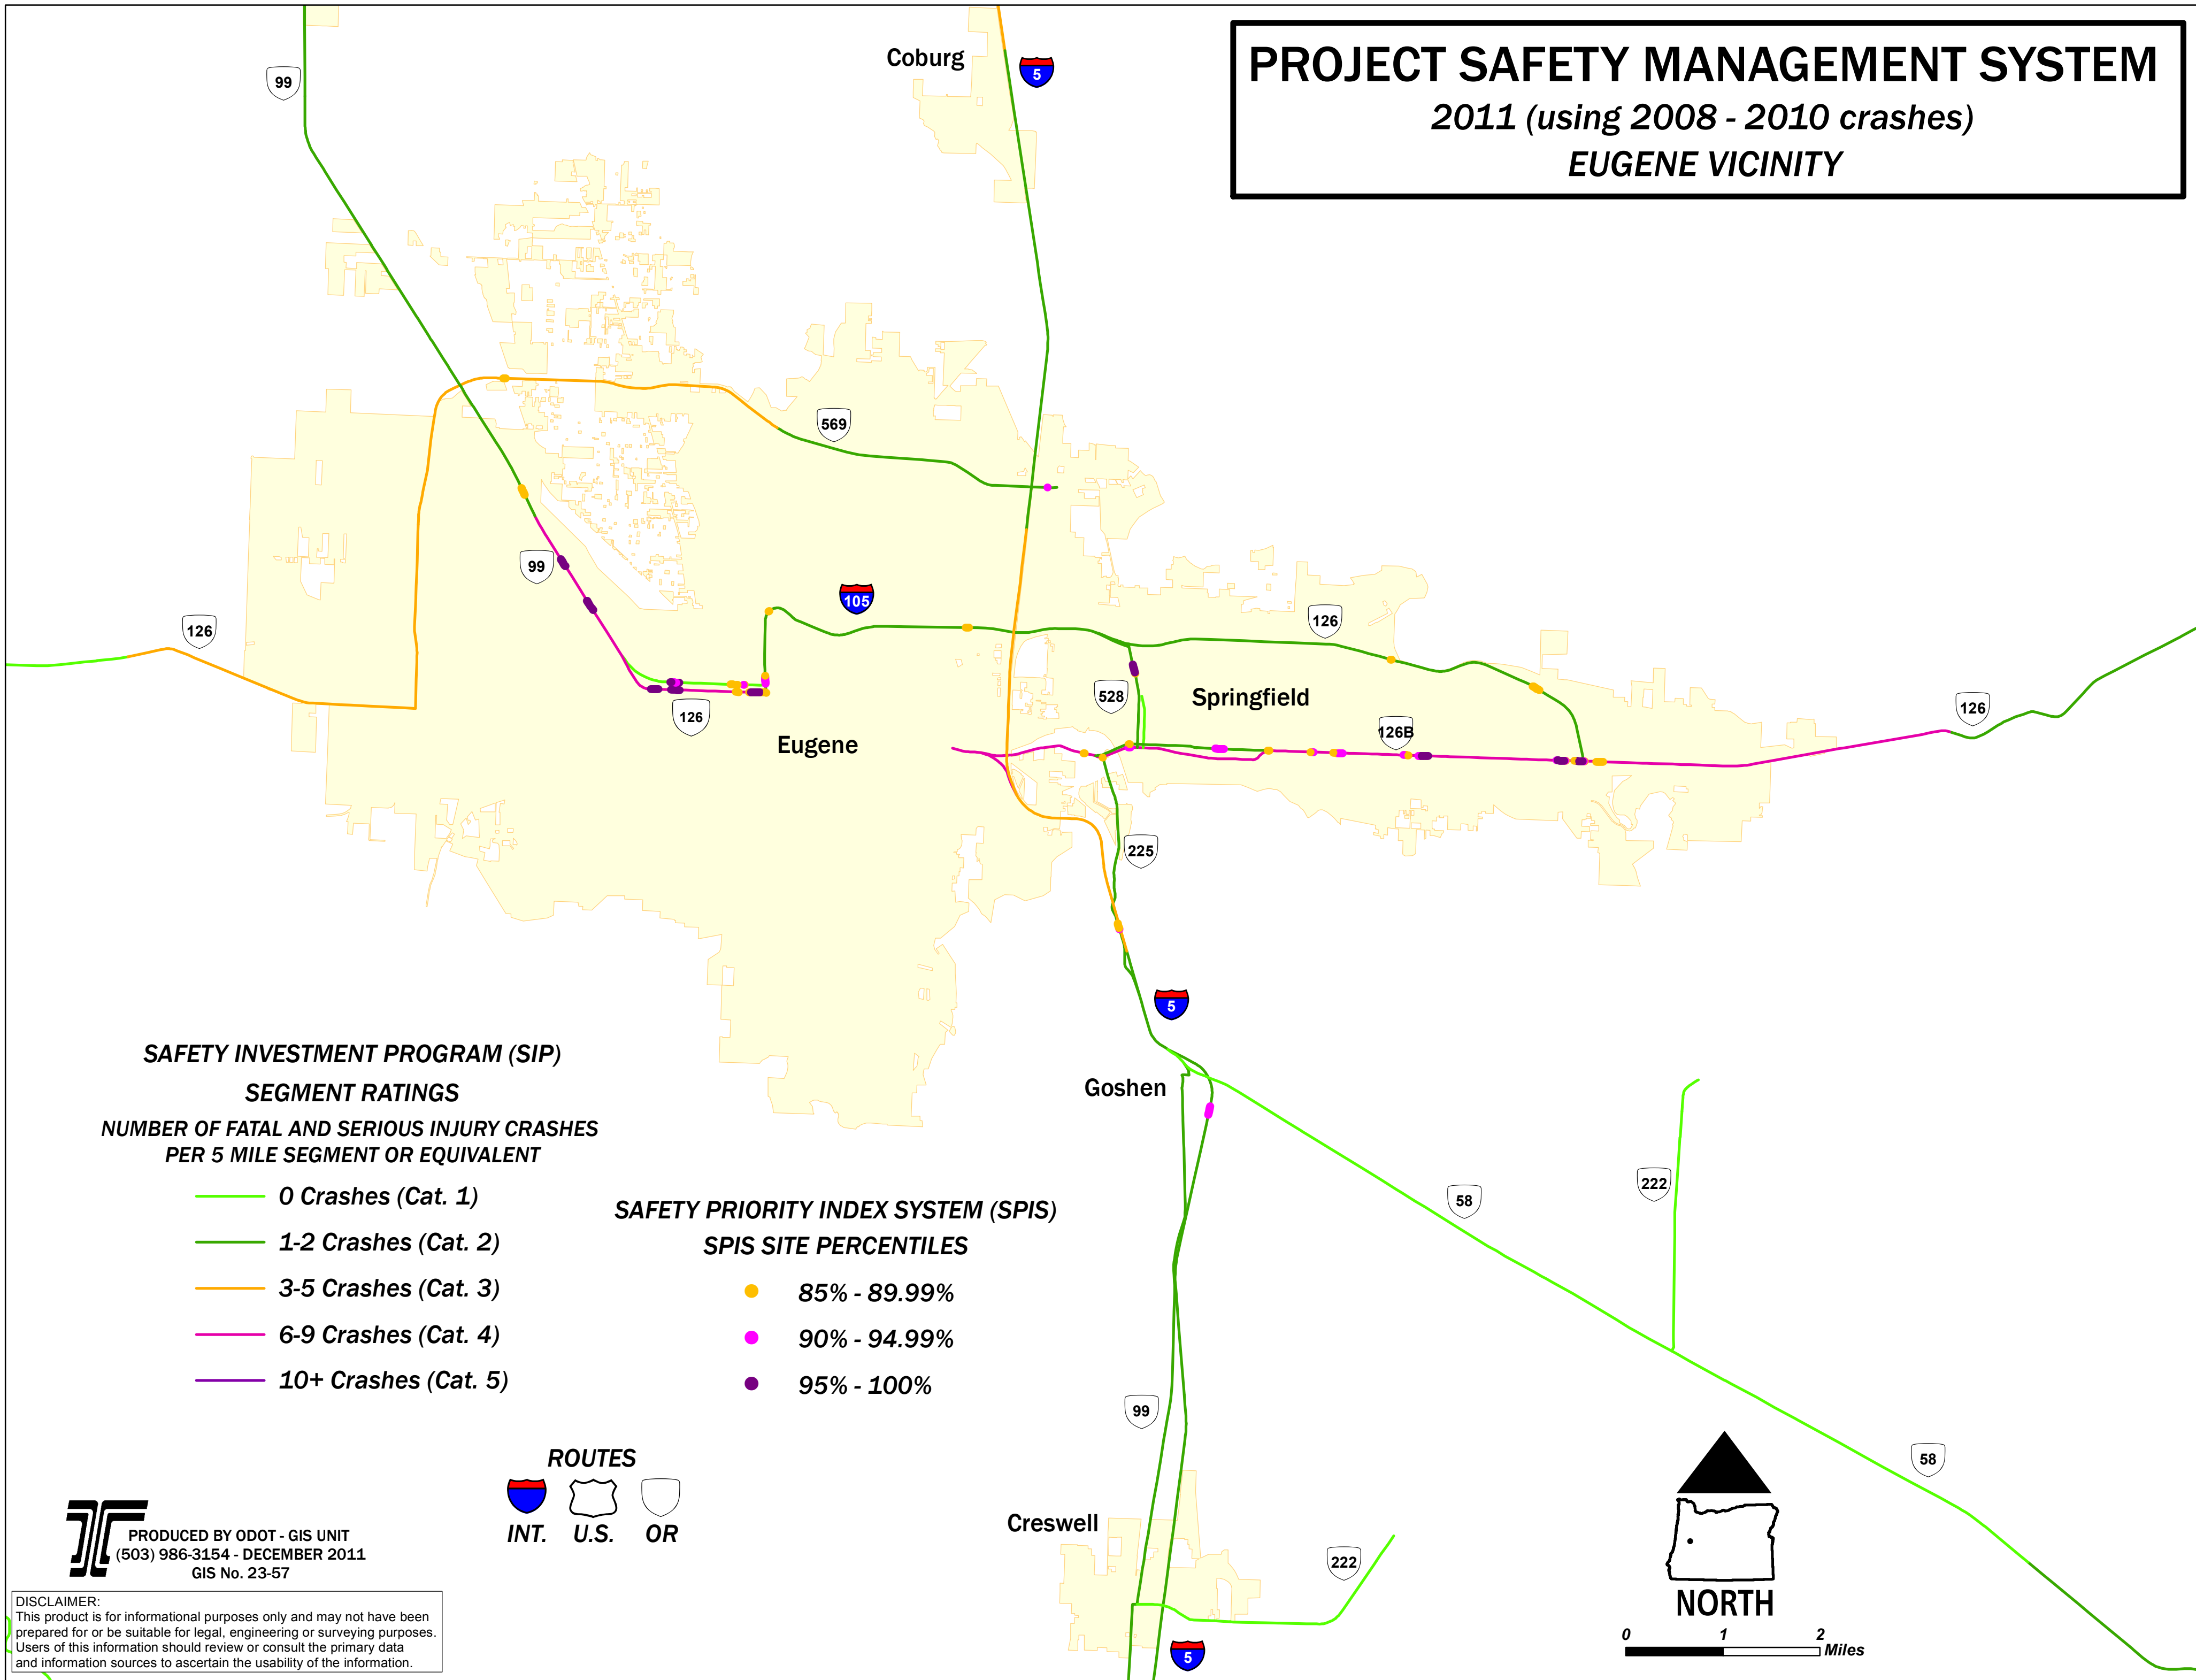 PROJECT SAFETY MANAGEMENT SYSTEM
2011 (using 2008 - 2010 crashes)
EUGENE VICINITY
Coburg
5
99
569
99
105
126
126
126
528
Springfield
126
126B
Eugene
225
5
Goshen
58
222
99
58
Creswell
222
5
SAFETY INVESTMENT PROGRAM (SIP)
SEGMENT RATINGS
NUMBER OF FATAL AND SERIOUS INJURY CRASHES
PER 5 MILE SEGMENT OR EQUIVALENT
0 Crashes (Cat. 1)
1-2 Crashes (Cat. 2)
3-5 Crashes (Cat. 3)
6-9 Crashes (Cat. 4)
10+ Crashes (Cat. 5)
SAFETY PRIORITY INDEX SYSTEM (SPIS)
SPIS SITE PERCENTILES
85% - 89.99%
90% - 94.99%
95% - 100%
ROUTES
INT. U.S. OR
PRODUCED BY ODOT - GIS UNIT
(503) 986-3154 - DECEMBER 2011
GIS No. 23-57
DISCLAIMER:
This product is for informational purposes only and may not have been
prepared for or be suitable for legal, engineering or surveying purposes.
Users of this information should review or consult the primary data
and information sources to ascertain the usability of the information.
NORTH
0 1 2
Miles